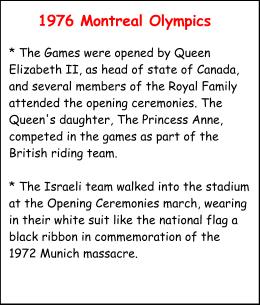 1976 Montreal Olympics
* The Games were opened by Queen
Elizabeth II, as head of state of Canada,
and several members of the Royal Family
attended the opening ceremonies. The
Queen's daughter, The Princess Anne,
competed in the games as part of the
British riding team.
* The Israeli team walked into the stadium
at the Opening Ceremonies march, wearing
in their white suit like the national flag a
black ribbon in commemoration of the
1972 Munich massacre.